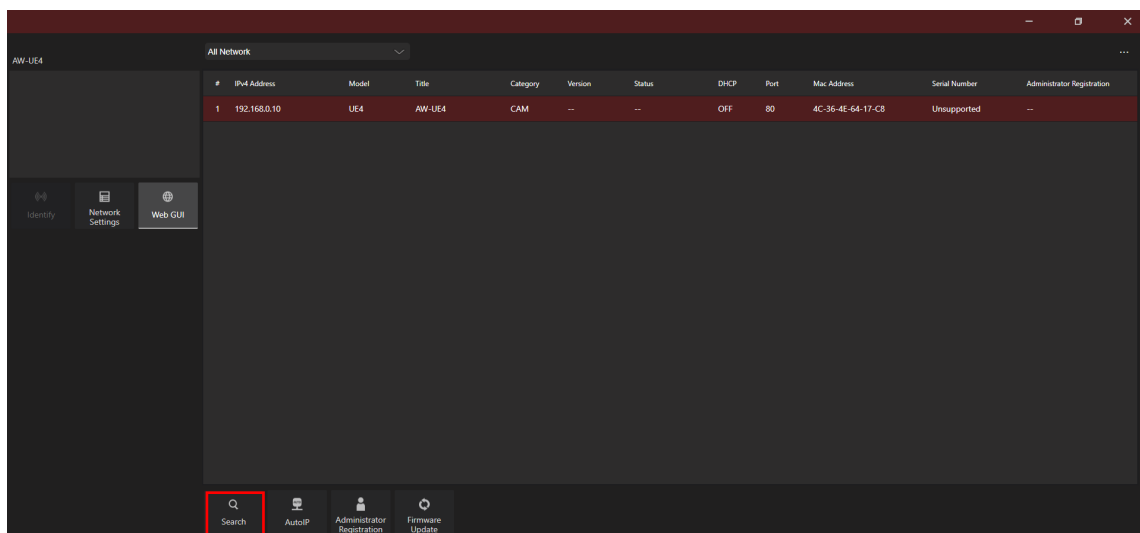 AW-UE4
All Network
...
# IPv4 Address Model Title Category Version Status DHCP Port Mac Address Serial Number Administrator Registration
1 192.168.0.10 UE4 AW-UE4 CAM -- -- OFF 80 4C-36-4E-64-17-C8 Unsupported --
Identify
Network
Settings
Web GUI
Search
AutoIP
Administrator
Registration
Firmware
Update